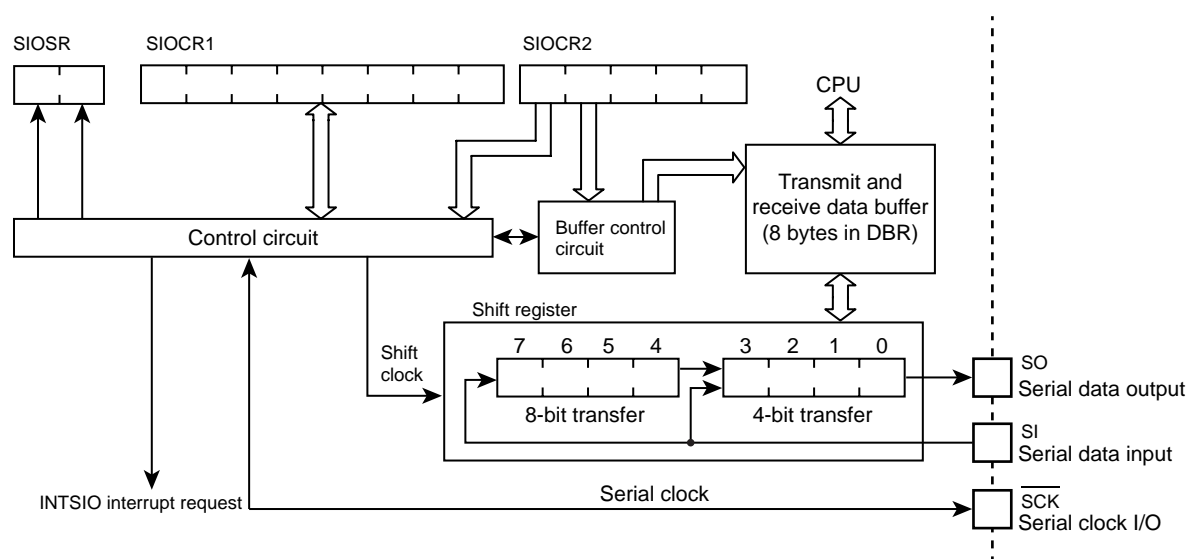 SIOSR
SIOCR1
SIOCR2
CPU
Transmit and
receive data buffer
(8 bytes in DBR)
Buffer control
circuit
Control circuit
Shift register
7 6 5 4 3 2 1 0
Shift
clock
8-bit transfer
4-bit transfer
SO
Serial data output
SI
Serial data input
INTSIO interrupt request
Serial clock
SCK
Serial clock I/O